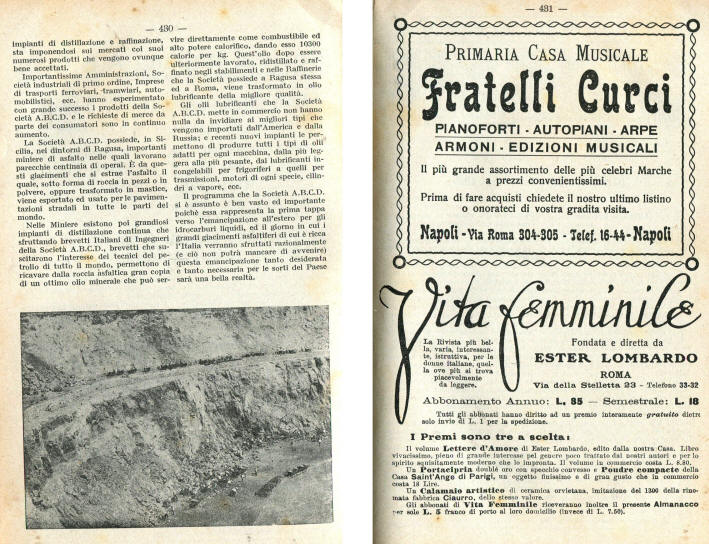 — 430 —
impianti di distillazione e raffinazione,
sta imponendosi sui mercati coi suoi
numerosi prodotti che vengono ovunque
bene accettati.
Importantissime Amministrazioni, So-
cietà industriali di primo ordine, Imprese
di trasporti ferroviari, tramwiari, auto-
mobilistici, ecc. hanno esperimentato
con grande successo i prodotti della So-
cietà A.B.C.D. e le richieste di merce da
parte dei consumatori sono in continuo
aumento.
La Società A.B.C.D. possiede, in Si-
cilia, nei dintorni di Ragusa, importanti
miniere di asfalto nelle quali lavorano
parecchie centinaia di operai. È da que-
sti giacimenti che si estrae l'asfalto il
quale, sotto forma di roccia in pezzi o in
polvere, oppure trasformato in mastice,
viene esportato ed usato per le pavimen-
tazioni stradali in tutte le parti del
mondo.
Nelle Miniere esistono poi grandiosi
impianti di distillazione continua che
sfruttando brevetti Italiani di Ingegneri
della Società A.B.C.D., brevetti che su-
scitarono l'interesse dei tecnici del pe-
trolio di tutto il mondo, permettono di
ricavare dalla roccia asfaltica gran copia
di un ottimo olio minerale che può ser-
vire direttamente come combustibile ed
alto potere calorifico, dando esso 10300
calorie per kg. Quest'olio dopo essere
ulteriormente lavorato, ridistillato e raf-
finato negli stabilimenti e nelle Raffinerie
che la Società possiede a Ragusa stessa
ed a Roma, viene trasformato in olio
lubrificante della migliore qualità.
Gli olii lubrificanti che la Società
A.B.C.D. mette in commercio non hanno
nulla da invidiare ai migliori tipi che
vengono importati dall'America e dalla
Russia; e recenti nuovi impianti le per-
mettono di produrre tutti i tipi di olii
adatti per ogni macchina, dalla più leg-
gera alla più pesante, dai lubrificanti in-
congelabili per frigoriferi a quelli per
trasmissioni, motori di ogni specie, cilin-
dri a vapore, ecc.
Il programma che la Società A.B.C.D.
si è assunto è ben vasto ed importante
poichè essa rappresenta la prima tappa
verso l'emancipazione all'estero per gli
idrocarburi liquidi, ed il giorno in cui i
grandi giacimenti asfaltiferi di cui è ricca
l'Italia verranno sfruttati razionalmente
(e ciò non potrà mancare di avvenire)
questa emancipazione tanto desiderata
e tanto necessaria per le sorti del Paese
sarà una bella realtà.
— 431 —
PRIMARIA CASA MUSICALE
Fratelli Curci
PIANOFORTI - AUTOPIANI - ARPE
ARMONI - EDIZIONI MUSICALI
Il più grande assortimento delle più celebri Marche
a prezzi convenientissimi.
Prima di fare acquisti chiedete il nostro ultimo listino
o onorateci di vostra gradita visita.
Napoli - Via Roma 304-305 - Telef. 16-44 - Napoli
Vita femminile
La Rivista più bel-
la, varia, interessan-
te, istruttiva, per le
donne italiane, quel-
la ove più si trova
piacevolmente
da leggere.
Fondata e diretta da
ESTER LOMBARDO
ROMA
Via della Stelletta 23 - Telefono 33-32
Abbonamento Annuo: L. 35 — Semestrale: L. 18
Tutti gli abbonati hanno diritto ad un premio interamente gratuito dietro
solo invio di L. 1 per la spedizione.
I Premi sono tre a scelta:
Il volume Lettere d'Amore di Ester Lombardo, edito dalla nostra Casa. Libro
vivacissimo, pieno di grande interesse pel genere poco trattato dai nostri autori e per lo
spirito squisitamente moderno che lo impronta. Il volume in commercio costa L. 8.80.
Un Portacipria doublé oro con specchio convesso e Poudre compacte della
Casa Saint'Ange di Parigi, un oggetto finissimo e di gran gusto che in commercio
costa 18 Lire.
Un Calamaio artistico di ceramica orvietana, imitazione del 1300 della rino-
mata fabbrica Ciaurro, dello stesso valore.
Gli abbonati di Vita Femminile riceveranno inoltre il presente Almanacco
per sole L. 5 franco di porto al loro domicilio (invece di L. 7.50).